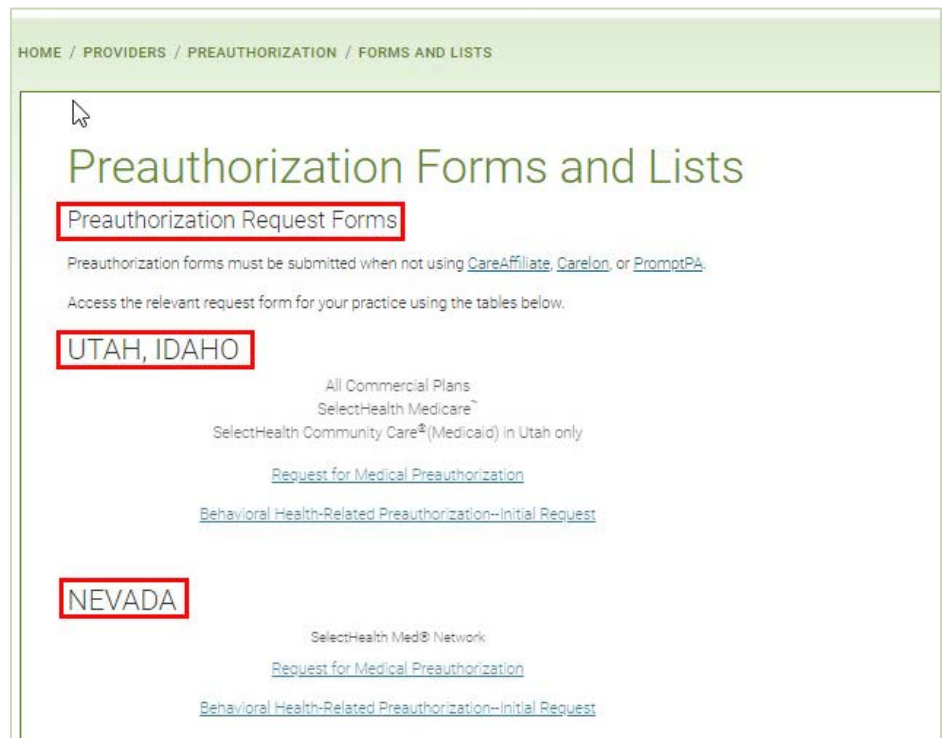 HOME / PROVIDERS / PREAUTHORIZATION / FORMS AND LISTS
Preauthorization Forms and Lists
Preauthorization Request Forms
Preauthorization forms must be submitted when not using CareAffiliate, Carelon, or PromptPA.
Access the relevant request form for your practice using the tables below.
UTAH, IDAHO
All Commercial Plans
SelectHealth Medicare™
SelectHealth Community Care®(Medicaid) in Utah only
Request for Medical Preauthorization
Behavioral Health-Related Preauthorization--Initial Request
NEVADA
SelectHealth Med® Network
Request for Medical Preauthorization
Behavioral Health-Related Preauthorization--Initial Request